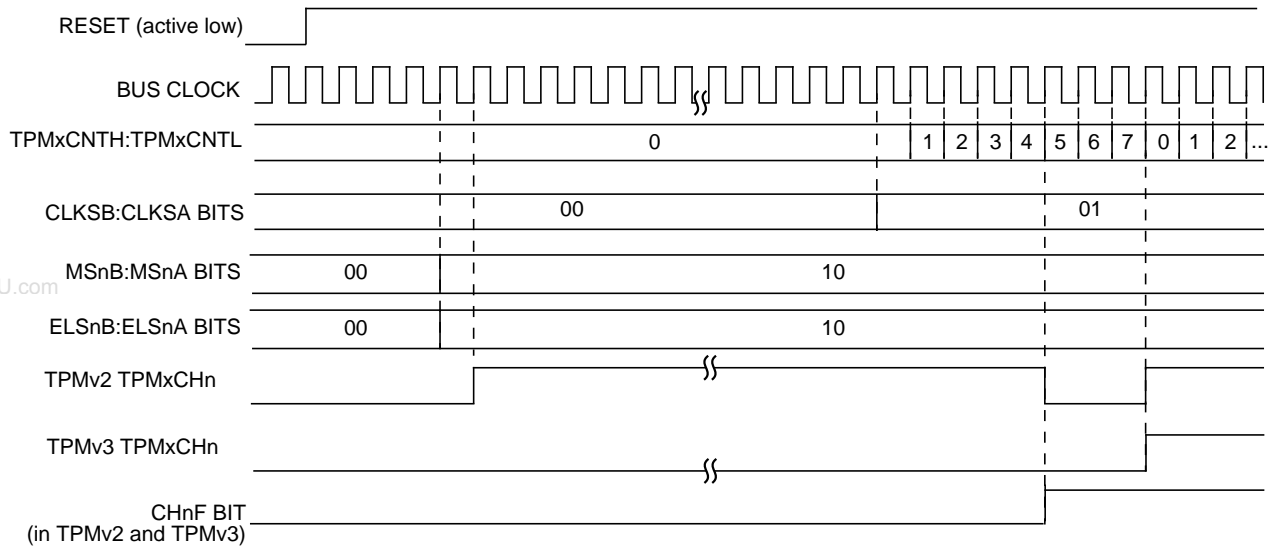 RESET (active low)
BUS CLOCK
TPMxCNTH:TPMxCNTL 0 1 2 3 4 5 6 7 0 1 2 ...
CLKSB:CLKSA BITS 00 01
MSnB:MSnA BITS 00 10
U.com
ELSnB:ELSnA BITS 00 10
TPMv2 TPMxCHn
TPMv3 TPMxCHn
CHnF BIT
(in TPMv2 and TPMv3)